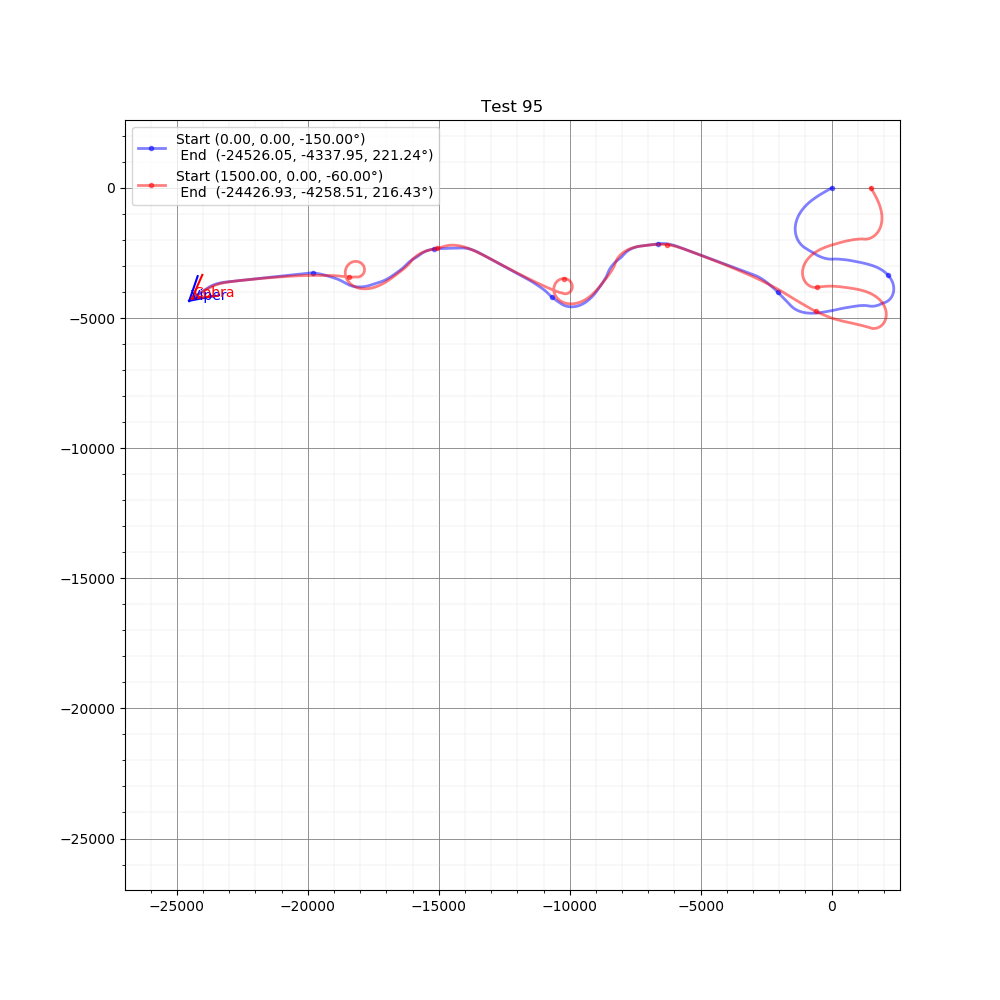 Test 95
Start (0.00, 0.00, -150.00°)
End (-24526.05, -4337.95, 221.24°)
Start (1500.00, 0.00, -60.00°)
End (-24426.93, -4258.51, 216.43°)
0
−5000
−10000
−15000
−20000
−25000
−25000
−20000
−15000
−10000
−5000
0